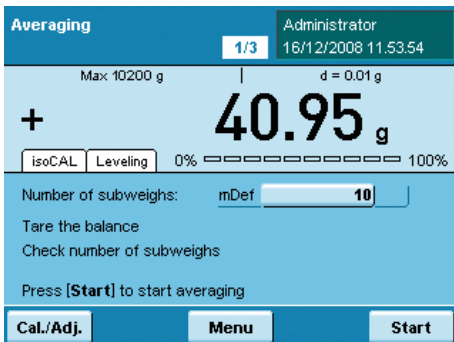 Averaging
Administrator
1/3
16/12/2008 11.53.54
Max 10200 g
d = 0.01 g
+ 40.95 g
isoCAL Leveling 0% 100%
Number of subweighs: mDef 10
Tare the balance
Check number of subweighs
Press [Start] to start averaging
Cal./Adj. Menu Start